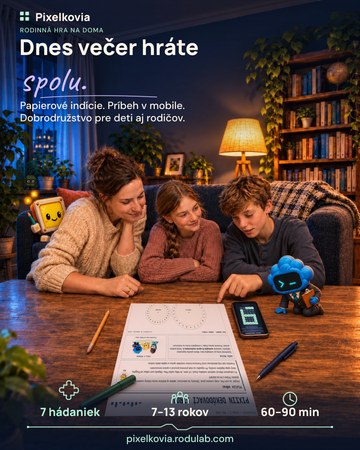 Pixelkovia
RODINNÁ HRA NA DOMA
Dnes večer hráte
spolu.
Papierové indície. Príbeh v mobile.
Dobrodružstvo pre deti aj rodičov.
7 hádaniek
7–13 rokov
60–90 min
pixelkovia.rodulab.com